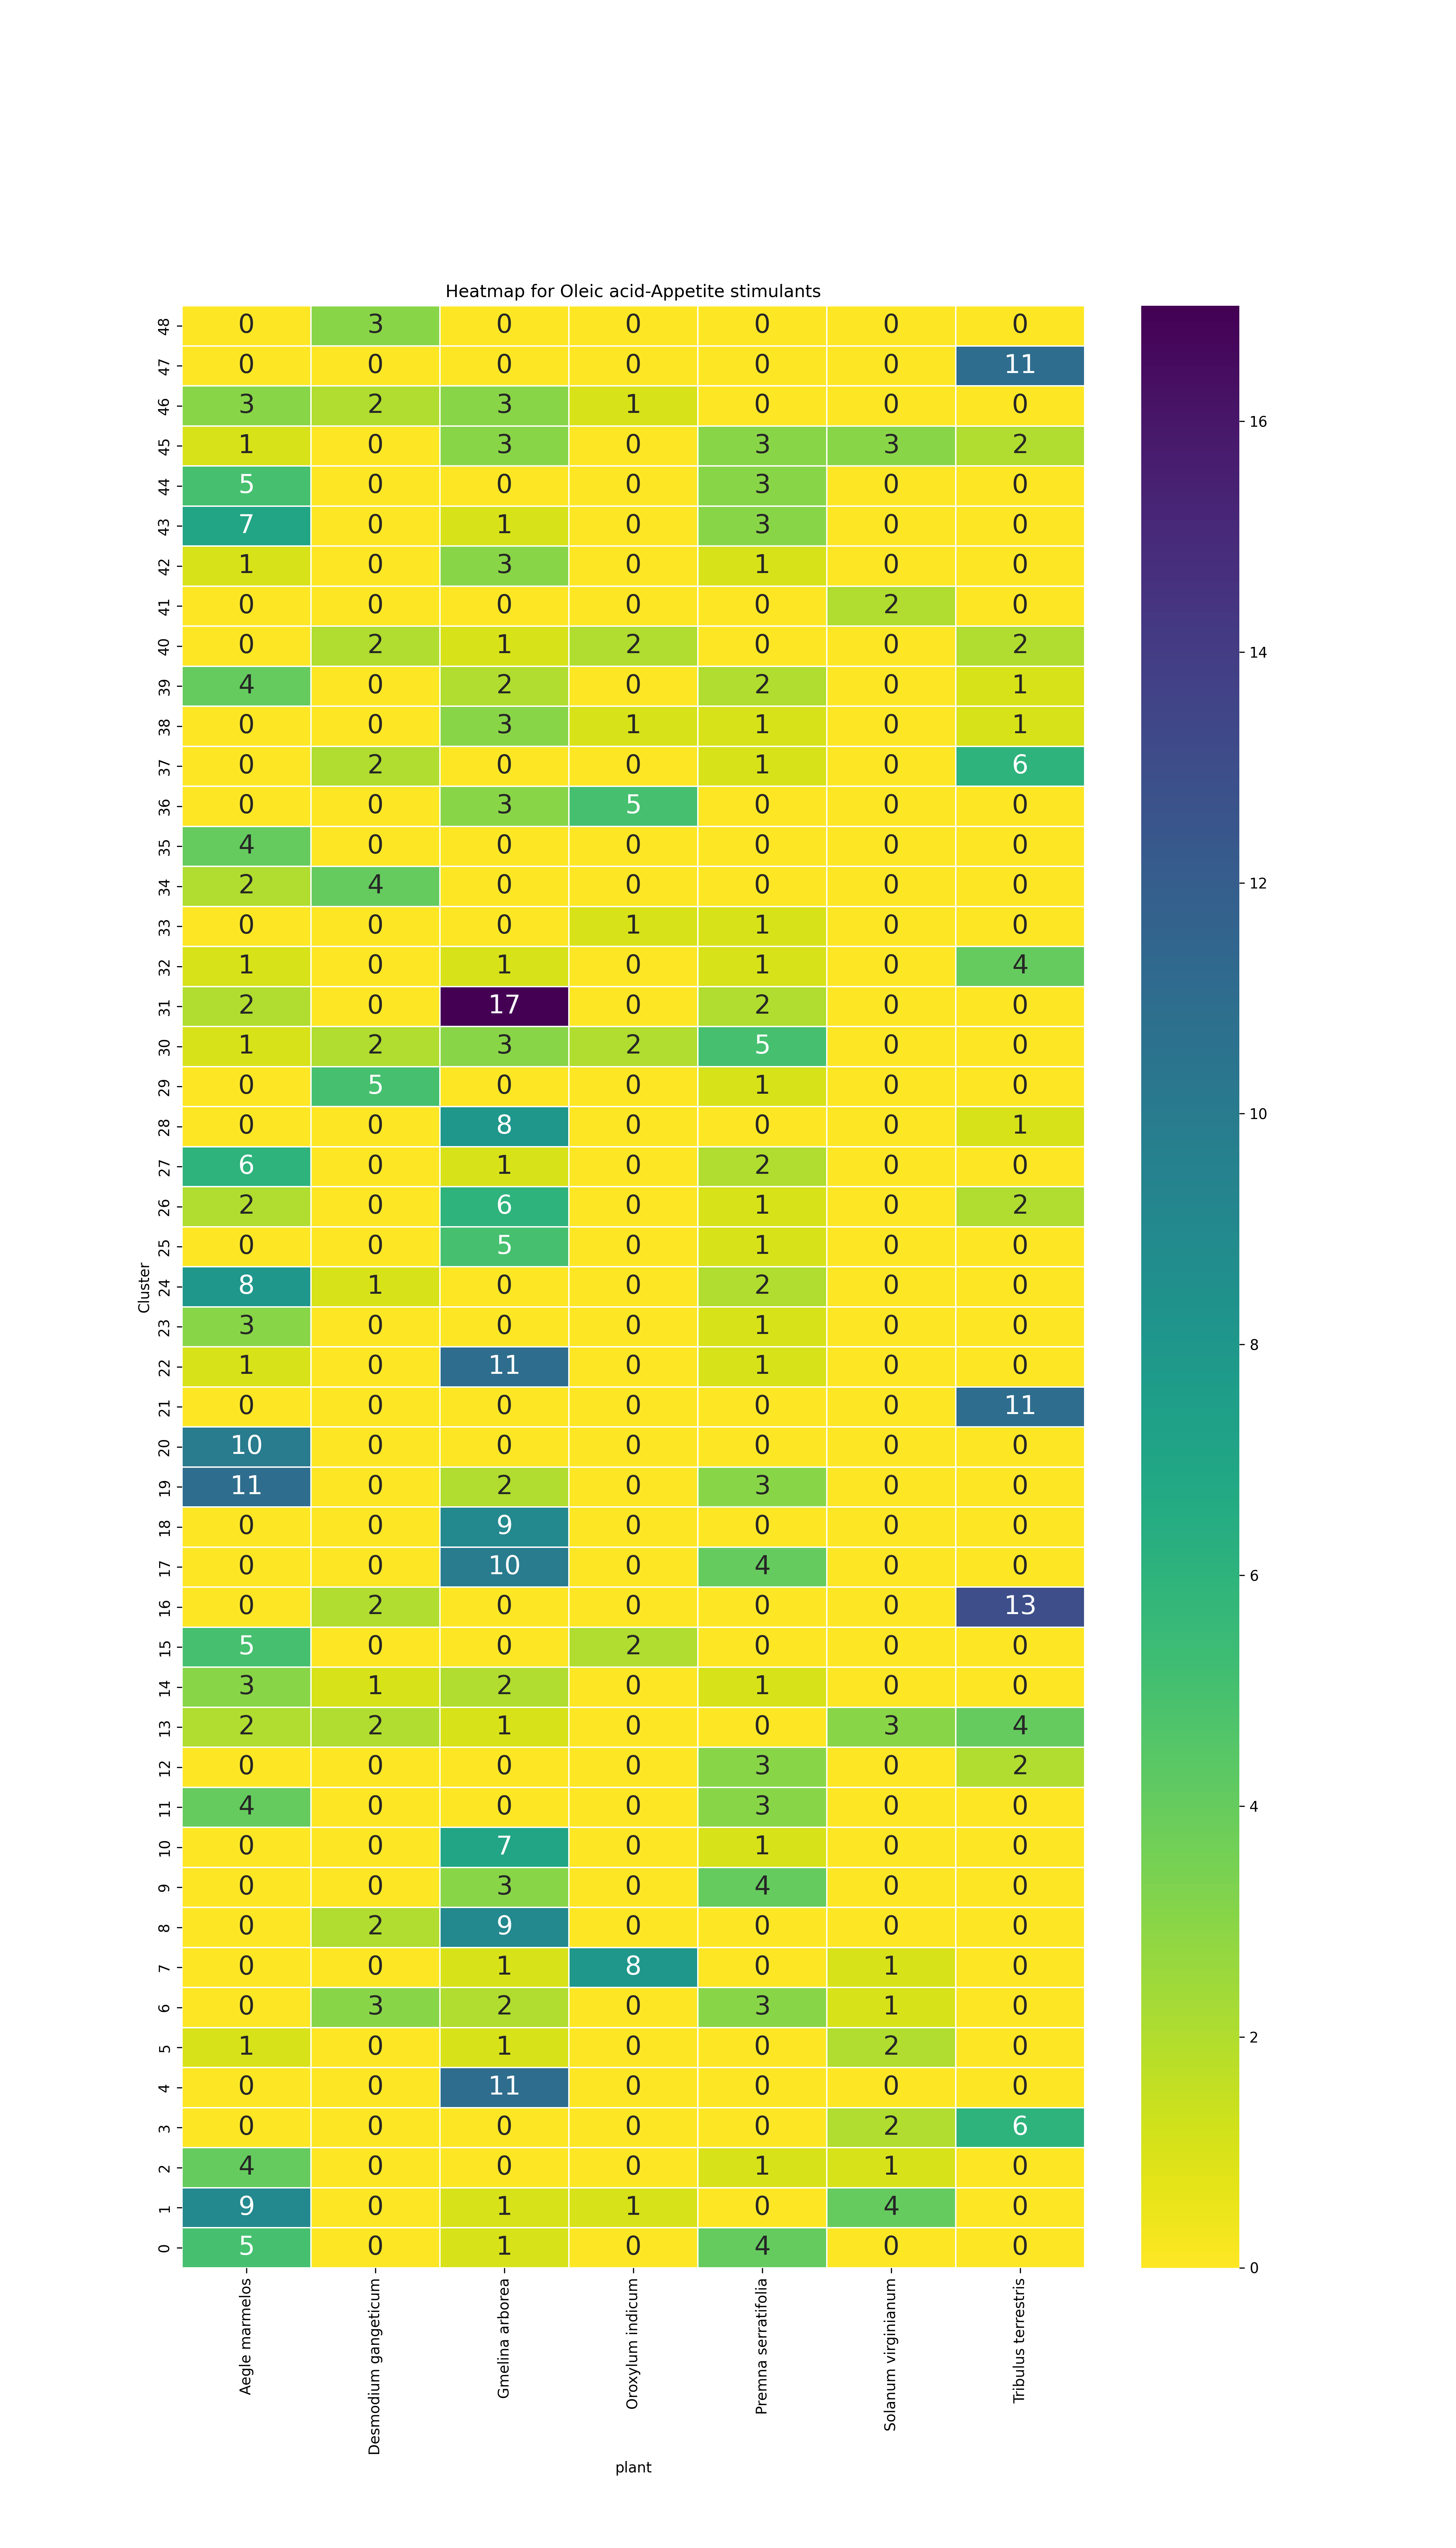 Heatmap for Oleic acid-Appetite stimulants
48 0 3 0 0 0 0 0
47 0 0 0 0 0 0 11
46 3 2 3 1 0 0 0
45 1 0 3 0 3 3 2
44 5 0 0 0 3 0 0
43 7 0 1 0 3 0 0
42 1 0 3 0 1 0 0
41 0 0 0 0 0 2 0
40 0 2 1 2 0 0 2
39 4 0 2 0 2 0 1
38 0 0 3 1 1 0 1
37 0 2 0 0 1 0 6
36 0 0 3 5 0 0 0
35 4 0 0 0 0 0 0
34 2 4 0 0 0 0 0
33 0 0 0 1 1 0 0
32 1 0 1 0 1 0 4
31 2 0 17 0 2 0 0
30 1 2 3 2 5 0 0
29 0 5 0 0 1 0 0
28 0 0 8 0 0 0 1
27 6 0 1 0 2 0 0
26 2 0 6 0 1 0 2
25 0 0 5 0 1 0 0
24 8 1 0 0 2 0 0
23 3 0 0 0 1 0 0
22 1 0 11 0 1 0 0
21 0 0 0 0 0 0 11
20 10 0 0 0 0 0 0
19 11 0 2 0 3 0 0
18 0 0 9 0 0 0 0
17 0 0 10 0 4 0 0
16 0 2 0 0 0 0 13
15 5 0 0 2 0 0 0
14 3 1 2 0 1 0 0
13 2 2 1 0 0 3 4
12 0 0 0 0 3 0 2
11 4 0 0 0 3 0 0
10 0 0 7 0 1 0 0
9 0 0 3 0 4 0 0
8 0 2 9 0 0 0 0
7 0 0 1 8 0 1 0
6 0 3 2 0 3 1 0
5 1 0 1 0 0 2 0
4 0 0 11 0 0 0 0
3 0 0 0 0 0 2 6
2 4 0 0 0 1 1 0
1 9 0 1 1 0 4 0
0 5 0 1 0 4 0 0
Cluster
Aegle marmelos
Desmodium gangeticum
Gmelina arborea
Oroxylum indicum
Premna serratifolia
Solanum virginianum
Tribulus terrestris
plant
16
14
12
10
8
6
4
2
0